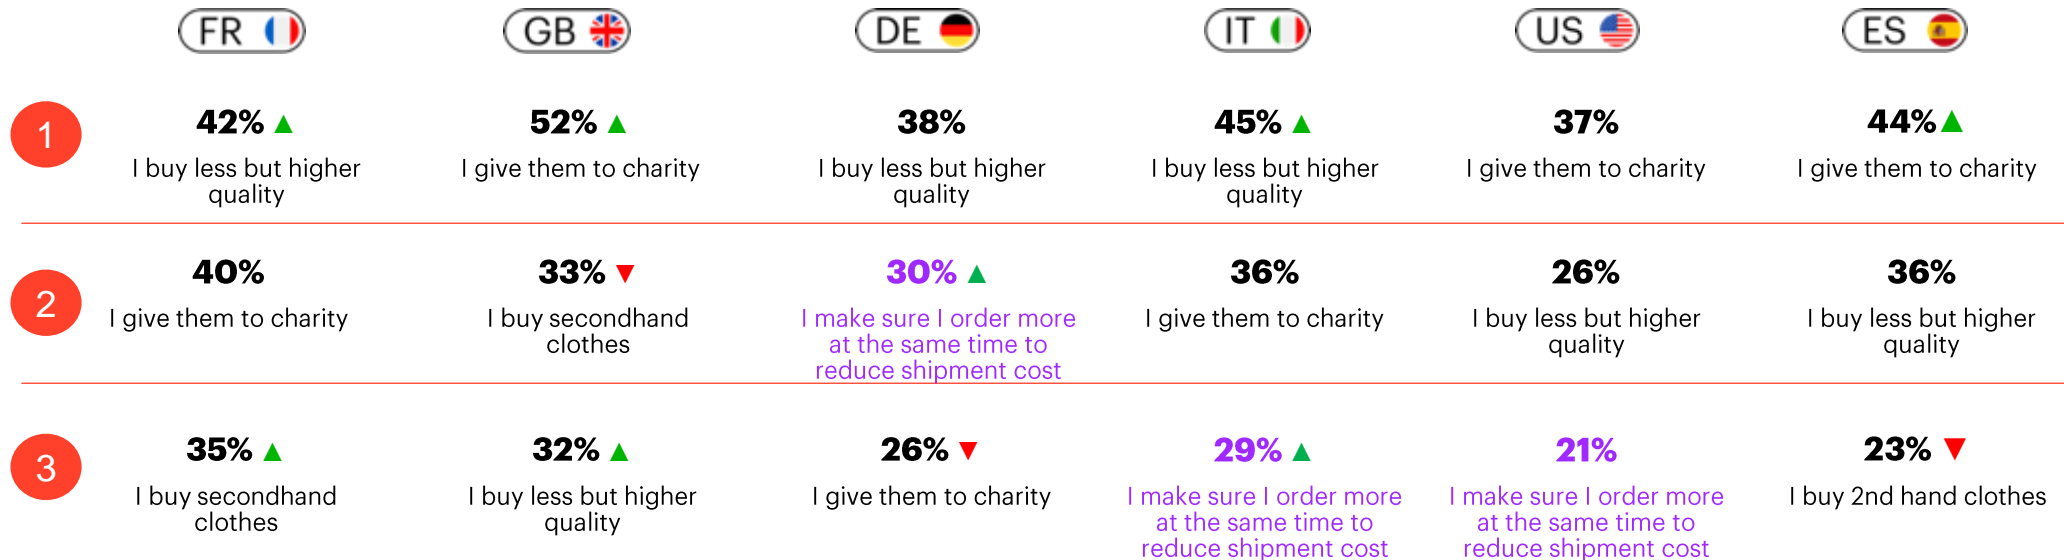 FR
GB
DE
IT
US
ES
1
42%
52%
38%
45%
37%
44%
I buy less but higher
quality
I give them to charity
I buy less but higher
quality
I buy less but higher
quality
I give them to charity
I give them to charity
2
40%
33%
30%
36%
26%
36%
I give them to charity
I buy secondhand
clothes
I make sure I order more
at the same time to
reduce shipment cost
I give them to charity
I buy less but higher
quality
I buy less but higher
quality
3
35%
32%
26%
29%
21%
23%
I buy secondhand
clothes
I buy less but higher
quality
I give them to charity
I make sure I order more
at the same time to
reduce shipment cost
I make sure I order more
at the same time to
reduce shipment cost
I buy 2nd hand clothes